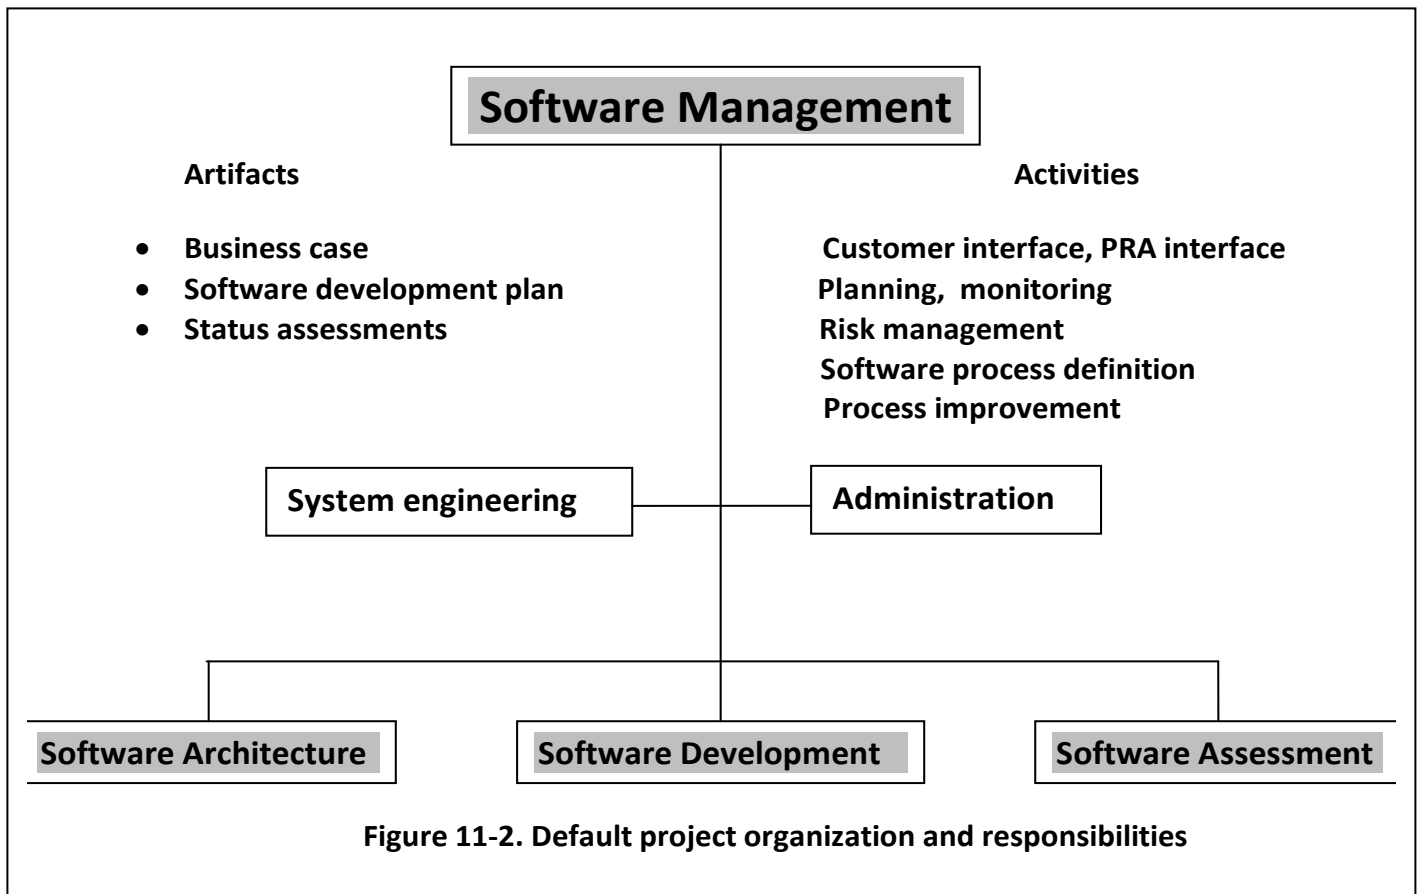 Software Management
Artifacts
Activities
• Business case
• Software development plan
• Status assessments
Customer interface, PRA interface
Planning, monitoring
Risk management
Software process definition
Process improvement
System engineering
Administration
Software Architecture
Software Development
Software Assessment
Figure 11-2. Default project organization and responsibilities